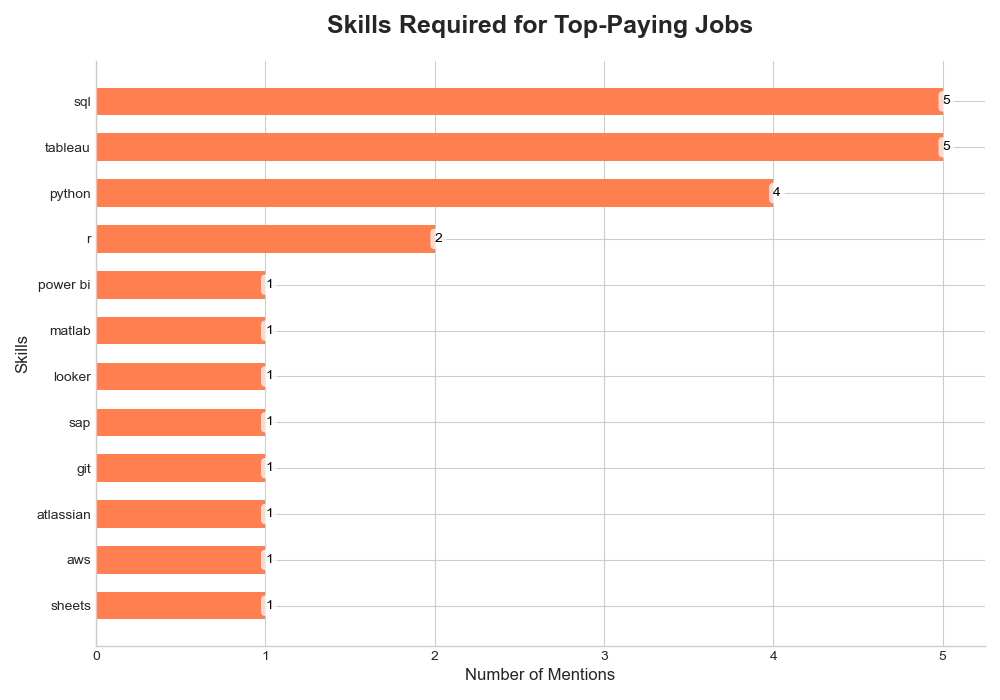 Skills Required for Top-Paying Jobs
sql 5
tableau 5
python 4
r 2
power bi 1
matlab 1
looker 1
sap 1
git 1
atlassian 1
aws 1
sheets 1
Skills
0 1 2 3 4 5
Number of Mentions